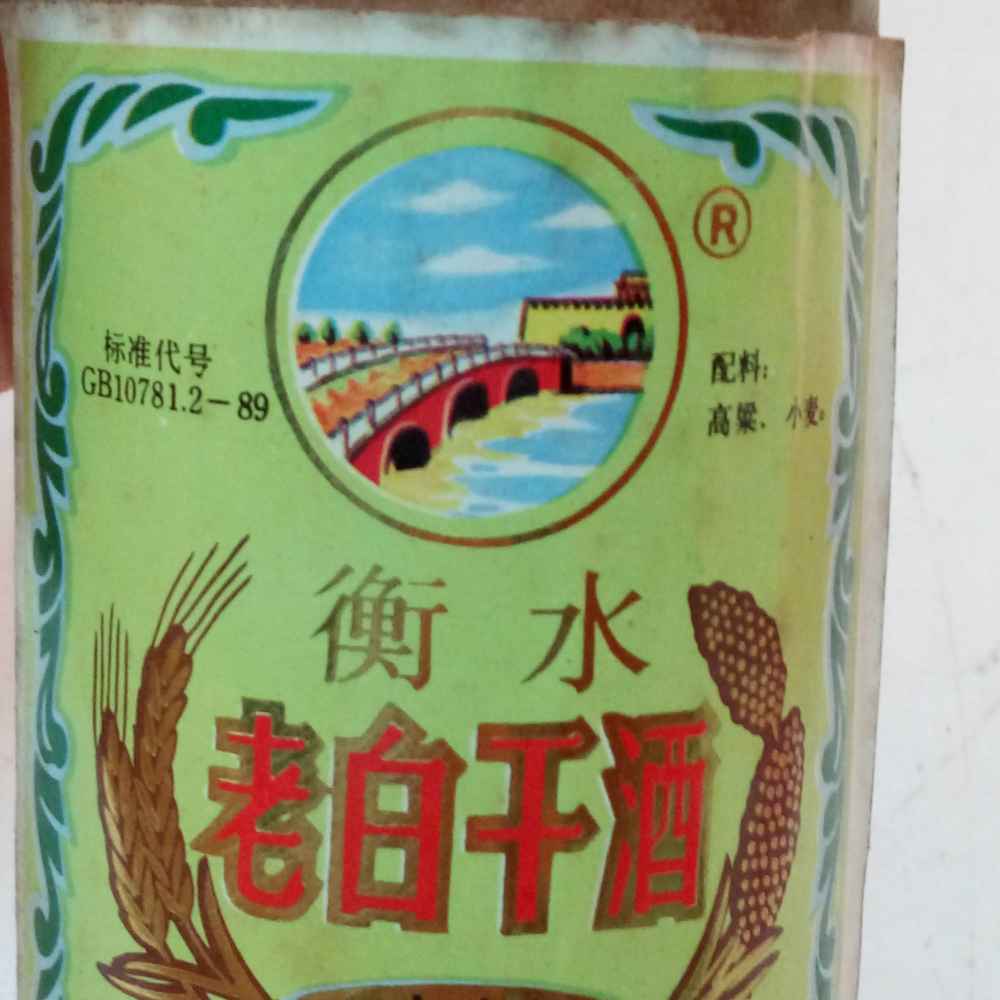 ®
标准代号
GB10781.2-89
配料:
高粱、小麦。
衡水
老白干酒